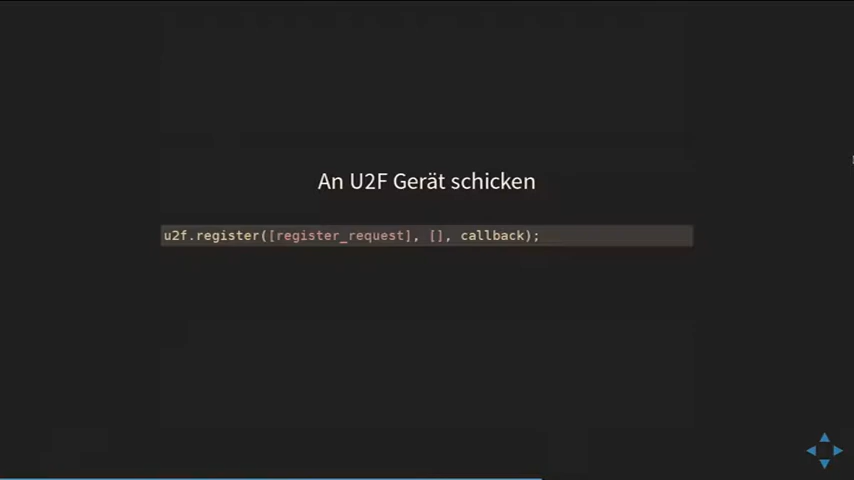 An U2F Gerät schicken
u2f.register([register_request], [], callback);